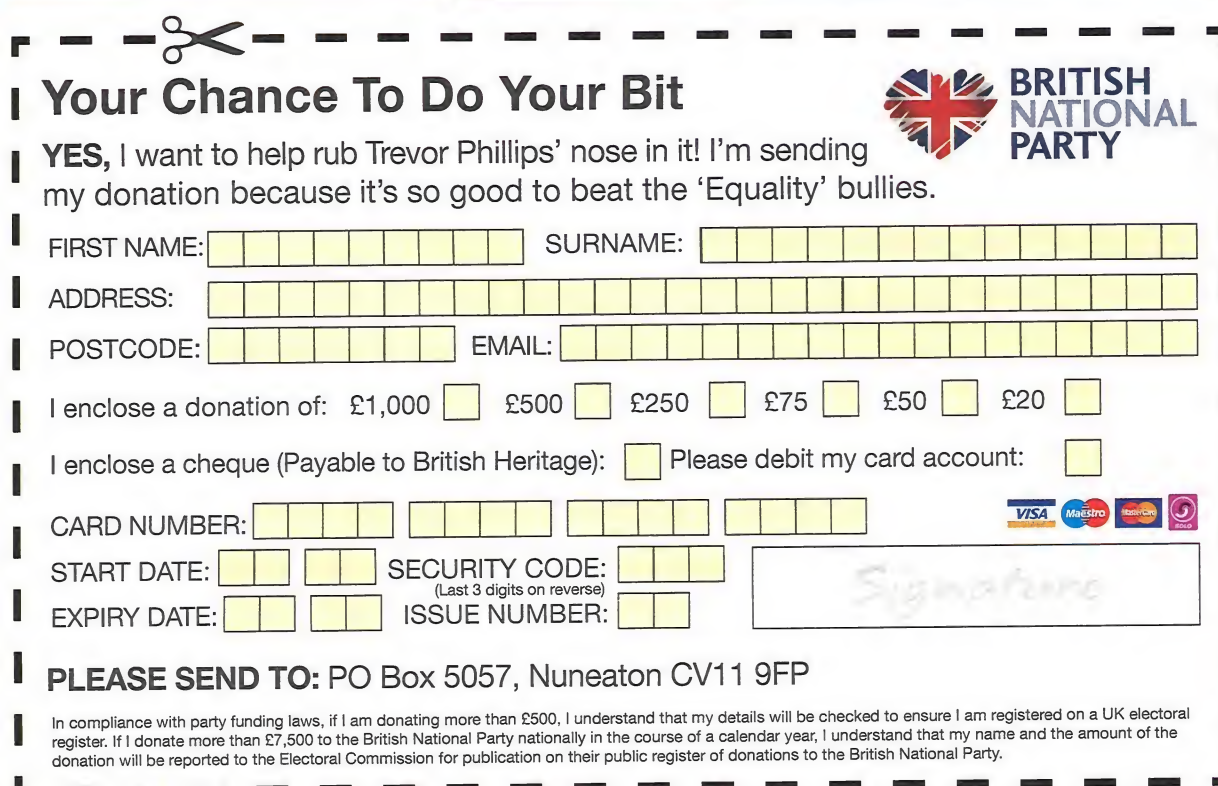 Your Chance To Do Your Bit
BRITISH
NATIONAL
PARTY
YES, I want to help rub Trevor Phillips' nose in it! I'm sending
my donation because it's so good to beat the 'Equality' bullies.
FIRST NAME: SURNAME:
ADDRESS:
POSTCODE: EMAIL:
I enclose a donation of: £1,000 £500 £250 £75 £50 £20
I enclose a cheque (Payable to British Heritage): Please debit my card account:
CARD NUMBER: VISA Maestro MasterCard SOLO
START DATE: SECURITY CODE: Signature
(Last 3 digits on reverse)
EXPIRY DATE: ISSUE NUMBER:
PLEASE SEND TO: PO Box 5057, Nuneaton CV11 9FP
In compliance with party funding laws, if I am donating more than £500, I understand that my details will be checked to ensure I am registered on a UK electoral
register. If I donate more than £7,500 to the British National Party nationally in the course of a calendar year, I understand that my name and the amount of the
donation will be reported to the Electoral Commission for publication on their public register of donations to the British National Party.